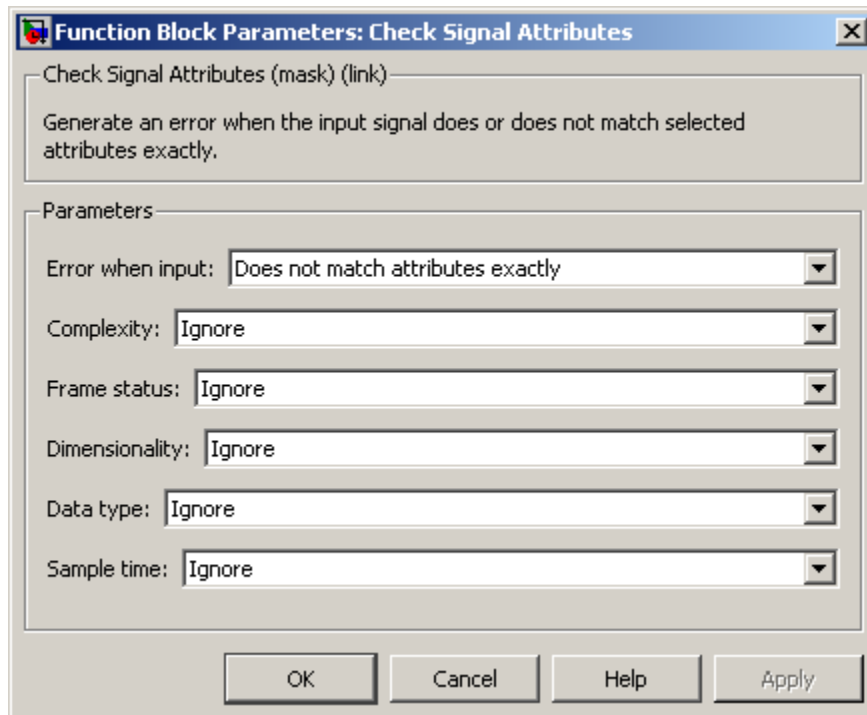 Function Block Parameters: Check Signal Attributes
Check Signal Attributes (mask) (link)
Generate an error when the input signal does or does not match selected
attributes exactly.
Parameters
Error when input: Does not match attributes exactly
Complexity: Ignore
Frame status: Ignore
Dimensionality: Ignore
Data type: Ignore
Sample time: Ignore
OK Cancel Help Apply